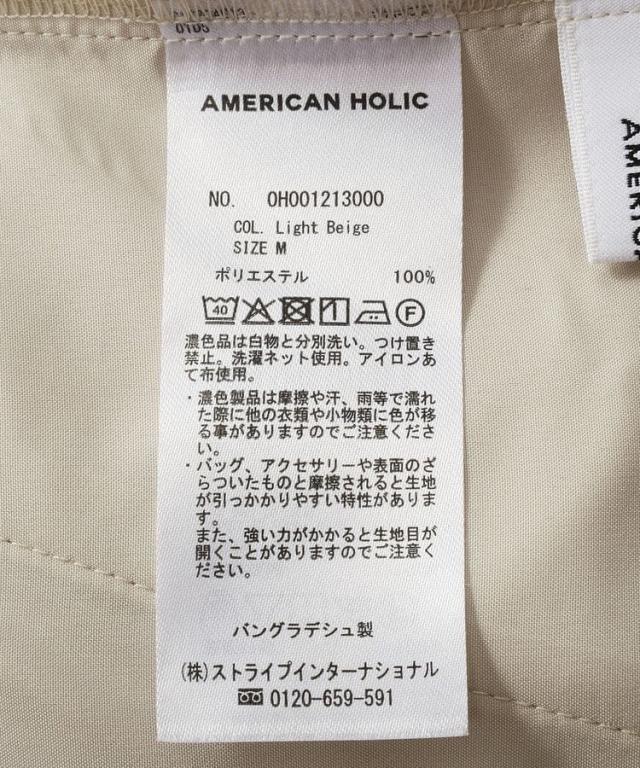 AMERICAN HOLIC
NO. 0H001213000
COL. Light Beige
SIZE M
ポリエステル 100%
40 F
濃色品は白物と分別洗い。つけ置き
禁止。洗濯ネット使用。アイロンあ
て布使用。
・濃色製品は摩擦や汗、雨等で濡れ
た際に他の衣類や小物類に色が移
る事がありますのでご注意くださ
い。
・バッグ、アクセサリーや表面のざ
らついたものと摩擦されると生地
が引っかかりやすい特性がありま
す。
また、強い力がかかると生地目が
開くことがありますのでご注意く
ださい。
バングラデシュ製
(株)ストライプインターナショナル
0120-659-591